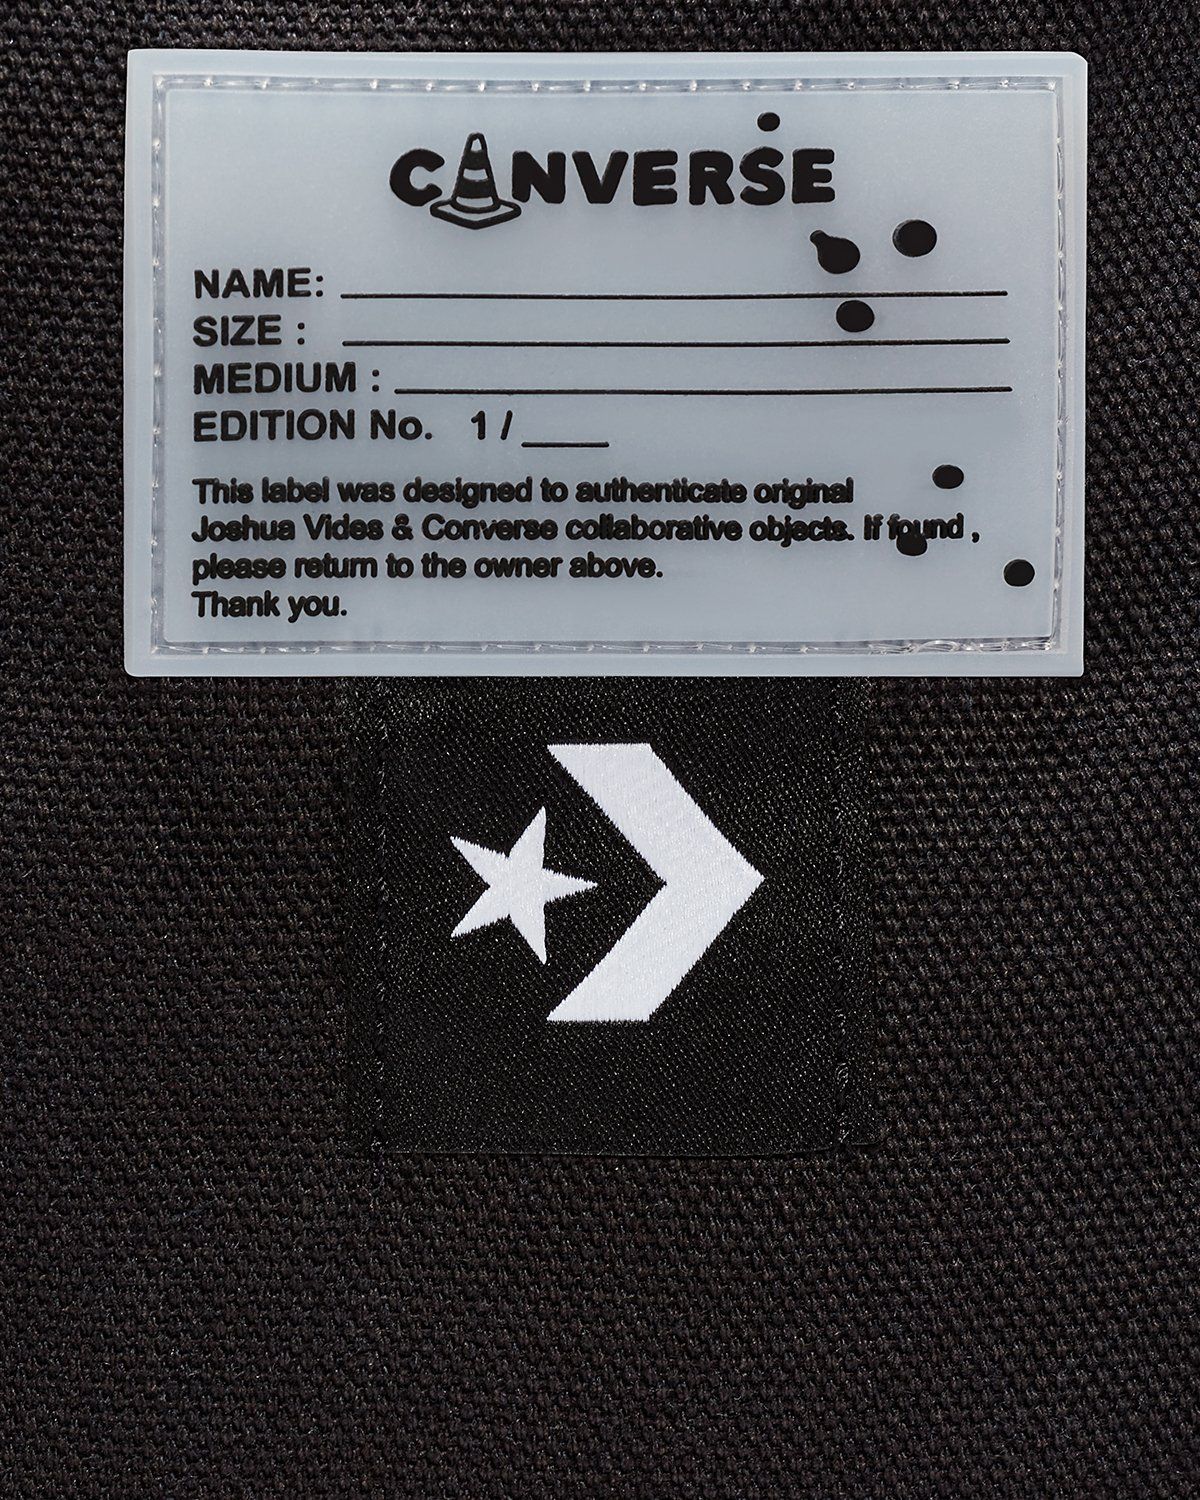 CONVERSE
NAME:
SIZE :
MEDIUM :
EDITION No. 1 /
This label was designed to authenticate original
Joshua Vides & Converse collaborative objects. If found ,
please return to the owner above.
Thank you.